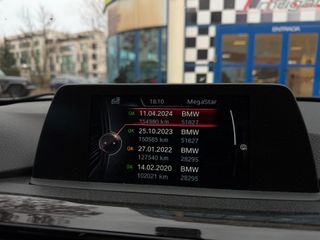 ENTRADA
18:10 MegaStar
OK 11.04.2024 BMW
154980 km 51827
OK 25.10.2023 BMW
150565 km 51827
OK 27.01.2022 BMW
127540 km 28295
OK 14.02.2020 BMW
102021 km 28295